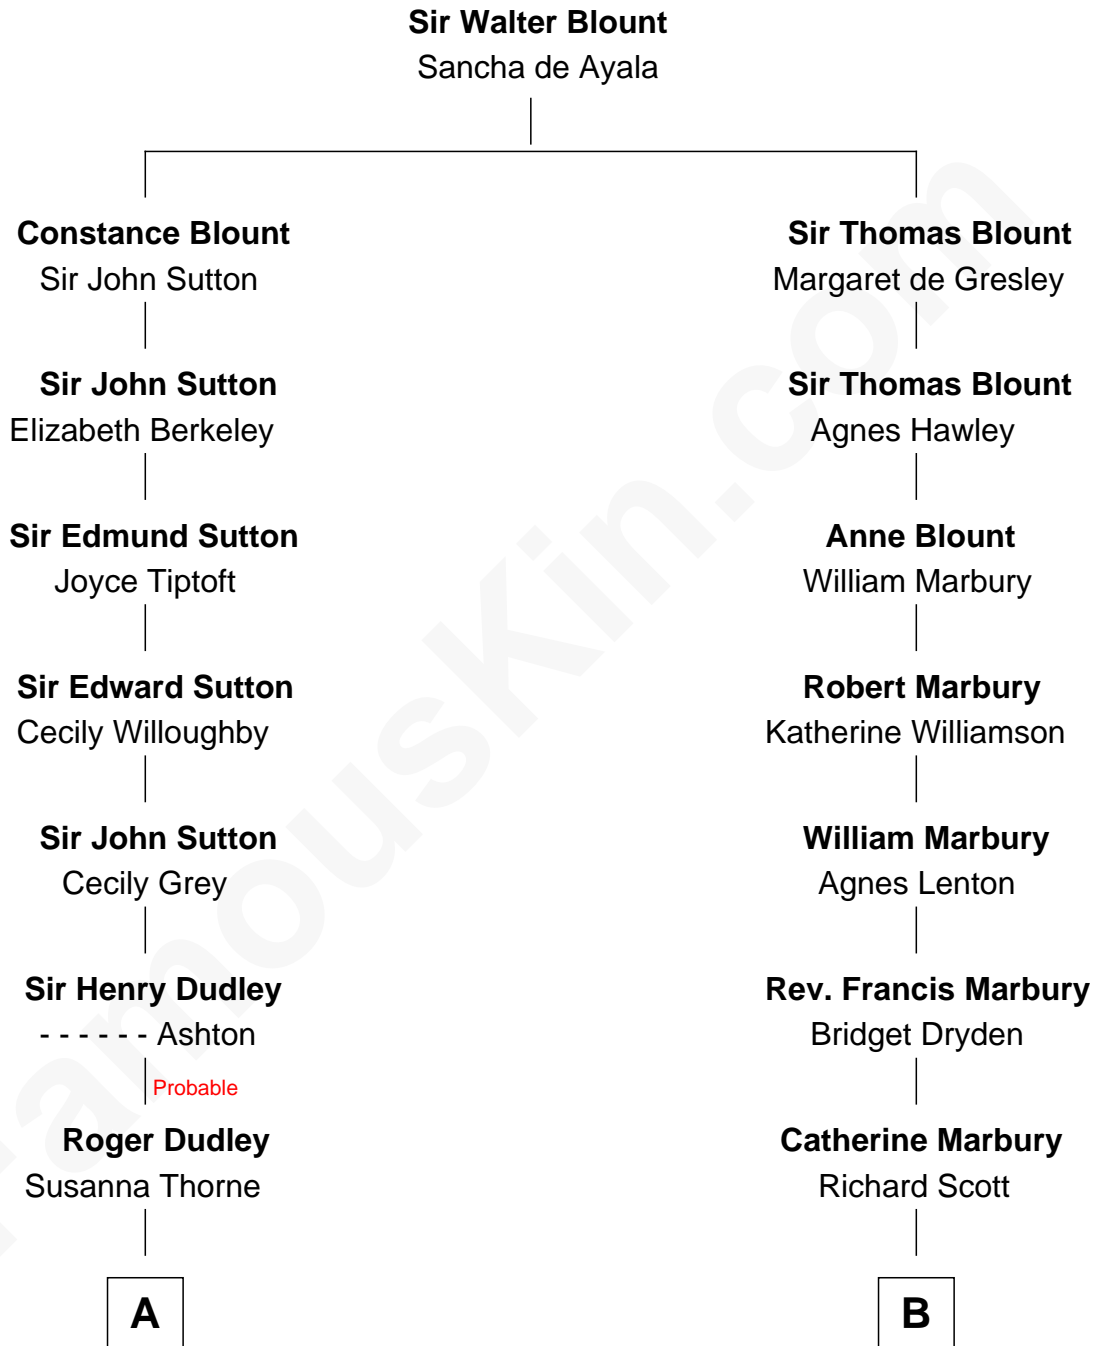 Sir Walter Blount
Sancha de Ayala
Constance Blount
Sir John Sutton
Sir Thomas Blount
Margaret de Gresley
Sir John Sutton
Elizabeth Berkeley
Sir Thomas Blount
Agnes Hawley
Sir Edmund Sutton
Joyce Tiptoft
Anne Blount
William Marbury
Sir Edward Sutton
Cecily Willoughby
Robert Marbury
Katherine Williamson
Sir John Sutton
Cecily Grey
William Marbury
Agnes Lenton
Sir Henry Dudley
- - - - - - Ashton
Probable
Rev. Francis Marbury
Bridget Dryden
Roger Dudley
Susanna Thorne
Catherine Marbury
Richard Scott
A
B
FamousKin.com